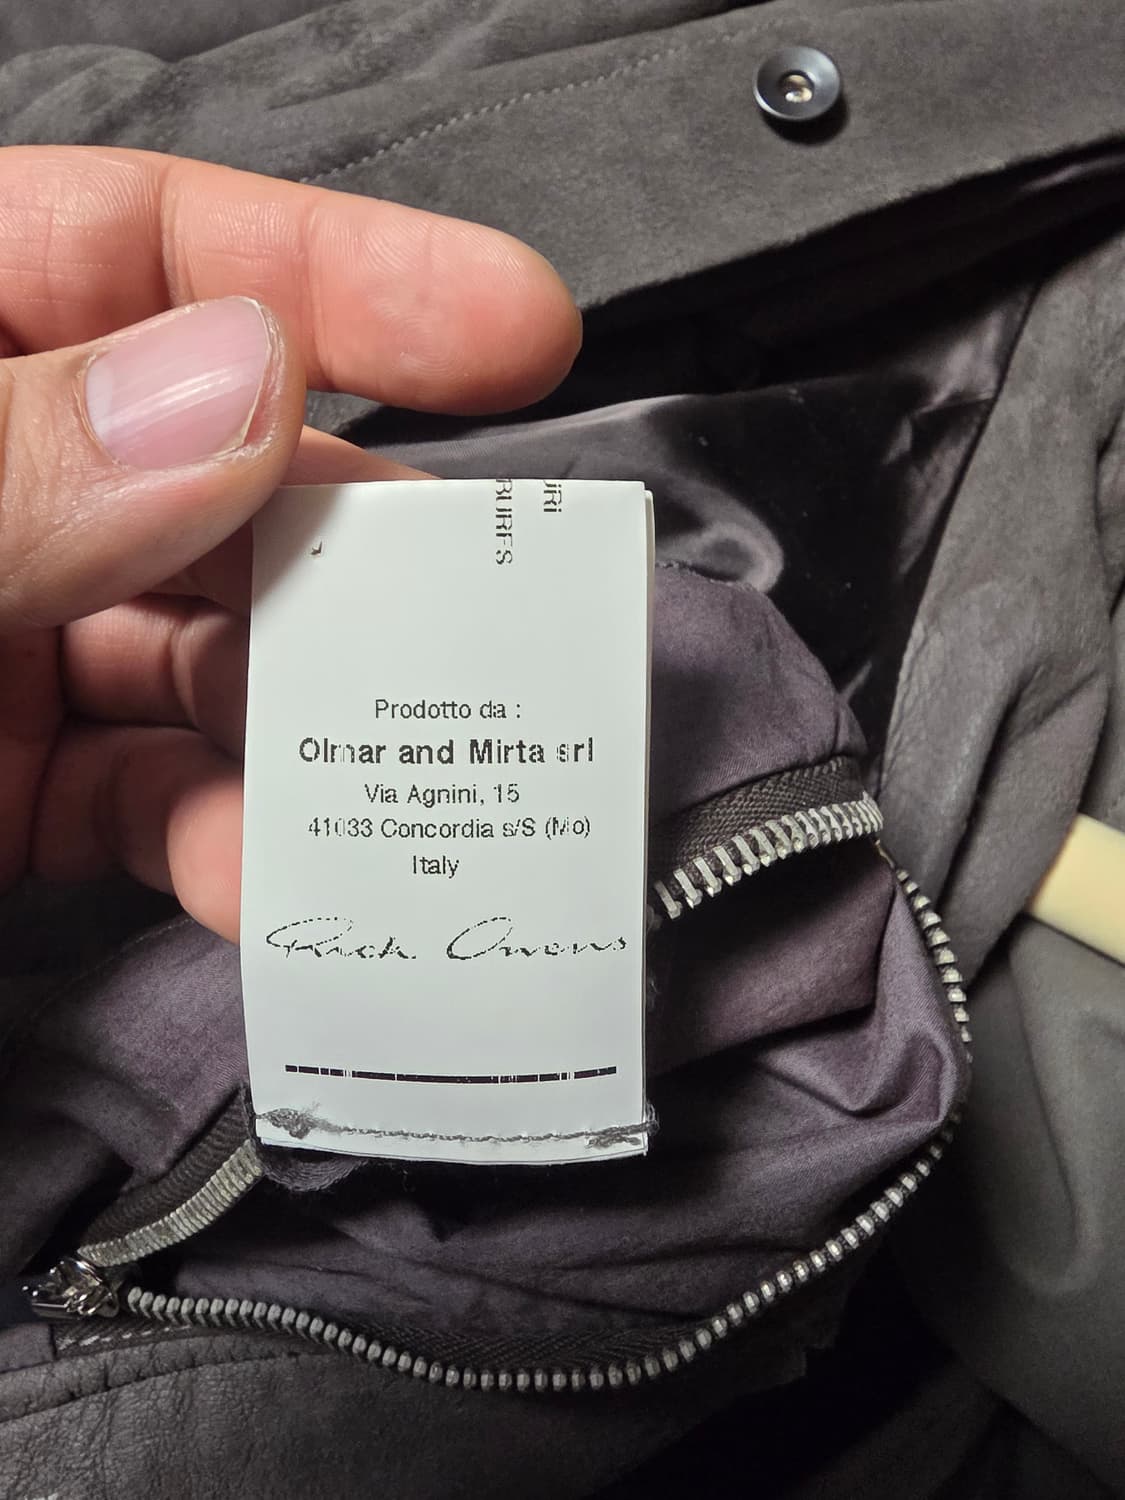 Prodotto da :
Olmar and Mirta srl
Via Agnini, 15
41033 Concordia s/S (Mo)
Italy
Rick Owens